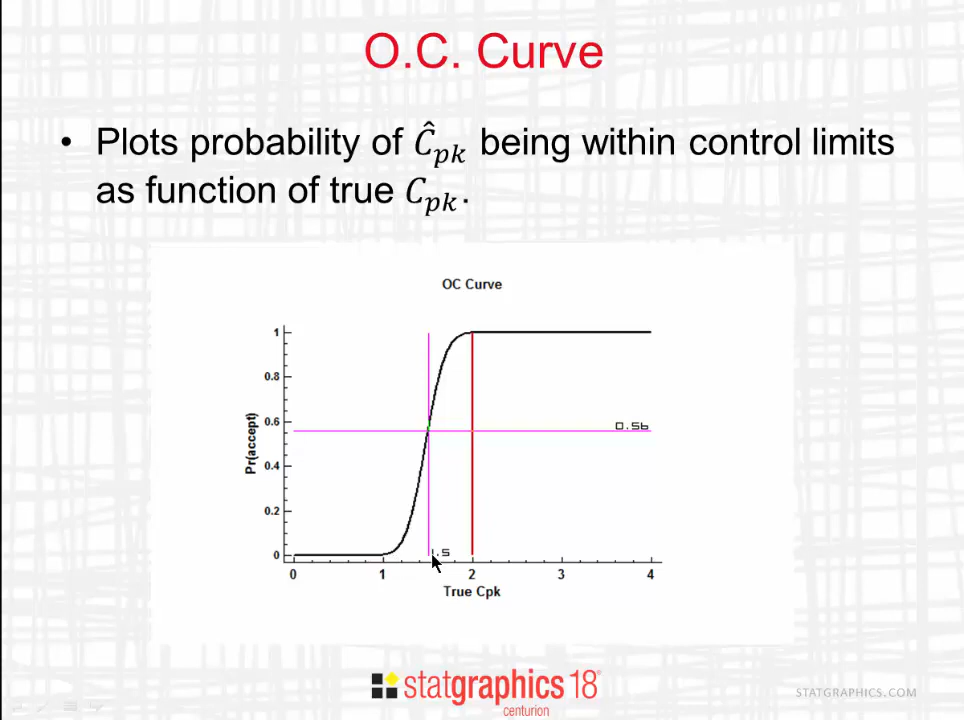 O.C. Curve
• Plots probability of Ĉpk being within control limits
as function of true Cpk.
OC Curve
1
0.8
0.6
0.4
0.2
0
Pr(accept)
0.56
1.5
0 1 2 3 4
True Cpk
statgraphics 18®
centurion
STATGRAPHICS.COM